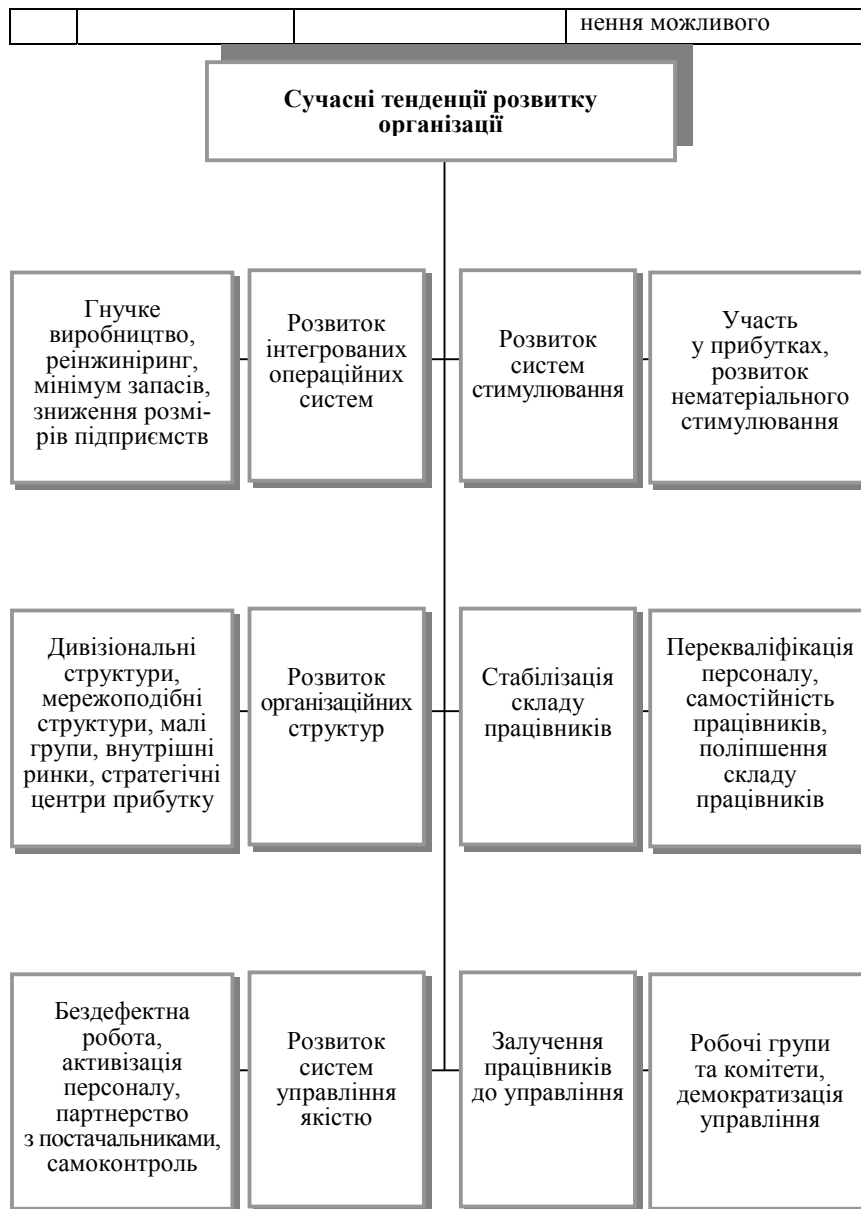 нення можливого
Сучасні тенденції розвитку
організації
Гнучке
виробництво,
реінжиніринг,
мінімум запасів,
зниження розмі-
рів підприємств
Розвиток
інтегрованих
операційних
систем
Розвиток
систем
стимулювання
Участь
у прибутках,
розвиток
нематеріального
стимулювання
Дивізіональні
структури,
мережоподібні
структури, малі
групи, внутрішні
ринки, стратегічні
центри прибутку
Розвиток
організаційних
структур
Стабілізація
складу
працівників
Перекваліфікація
персоналу,
самостійність
працівників,
поліпшення
складу
працівників
Бездефектна
робота,
активізація
персоналу,
партнерство
з постачальниками,
самоконтроль
Розвиток
систем
управління
якістю
Залучення
працівників
до управління
Робочі групи
та комітети,
демократизація
управління